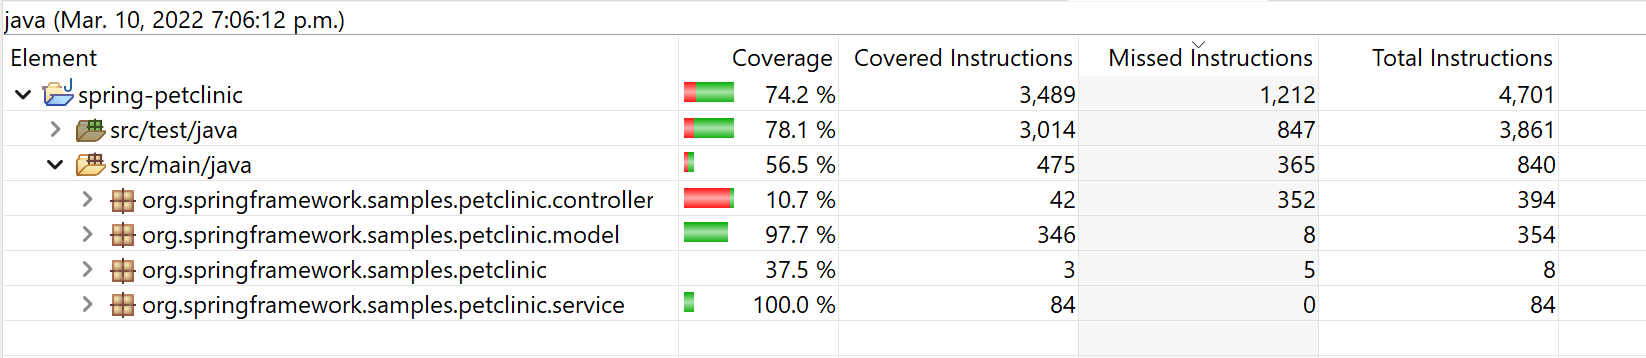 java (Mar. 10, 2022 7:06:12 p.m.)
Element Coverage Covered Instructions Missed Instructions Total Instructions
spring-petclinic 74.2 % 3,489 1,212 4,701
src/test/java 78.1 % 3,014 847 3,861
src/main/java 56.5 % 475 365 840
org.springframework.samples.petclinic.controller 10.7 % 42 352 394
org.springframework.samples.petclinic.model 97.7 % 346 8 354
org.springframework.samples.petclinic 37.5 % 3 5 8
org.springframework.samples.petclinic.service 100.0 % 84 0 84